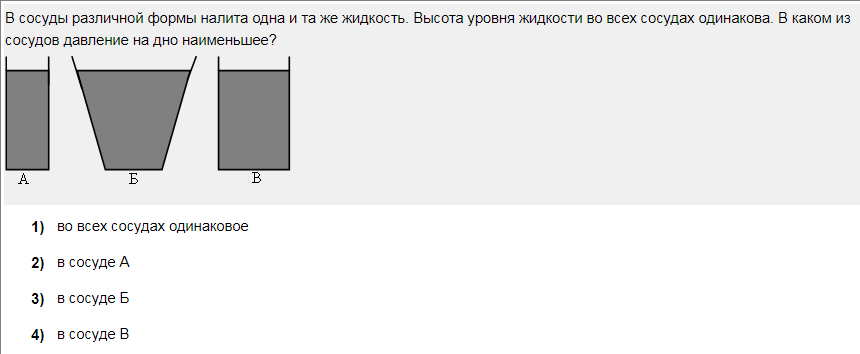 В сосуды различной формы налита одна и та же жидкость. Высота уровня жидкости во всех сосудах одинакова. В каком из
сосудов давление на дно наименьшее?
А Б В
1) во всех сосудах одинаковое
2) в сосуде А
3) в сосуде Б
4) в сосуде В